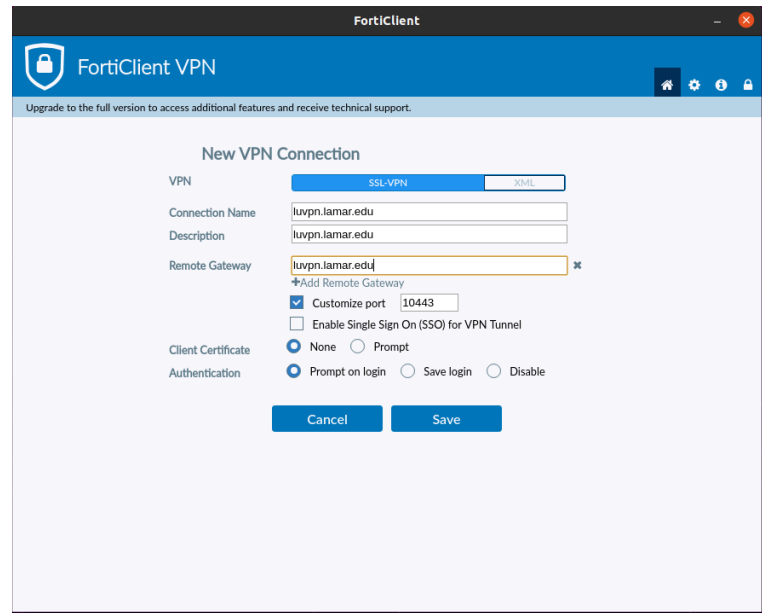 FortiClient
FortiClient VPN
Upgrade to the full version to access additional features and receive technical support.
New VPN Connection
VPN SSL-VPN XML
Connection Name luvpn.lamar.edu
Description luvpn.lamar.edu
Remote Gateway luvpn.lamar.edu
+Add Remote Gateway
Customize port 10443
Enable Single Sign On (SSO) for VPN Tunnel
Client Certificate None Prompt
Authentication Prompt on login Save login Disable
Cancel Save